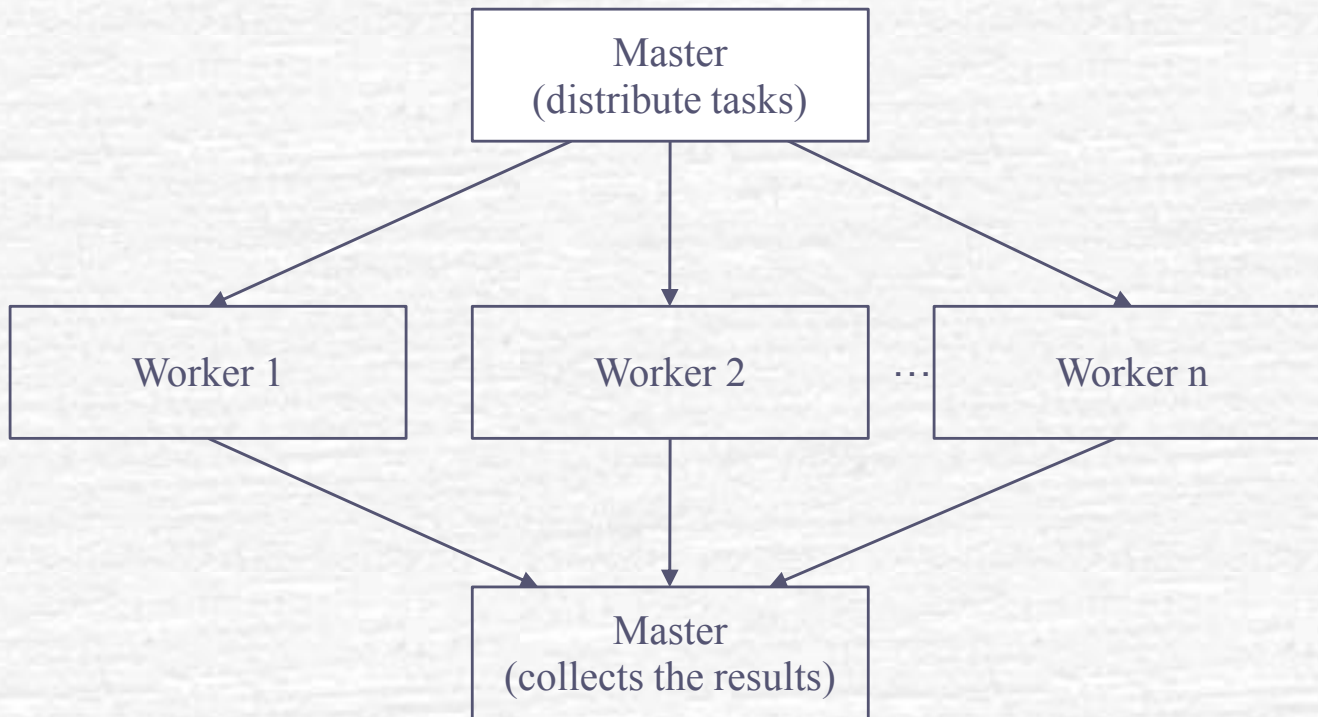 Master
(distribute tasks)
Worker 1
Worker 2
…
Worker n
Master
(collects the results)